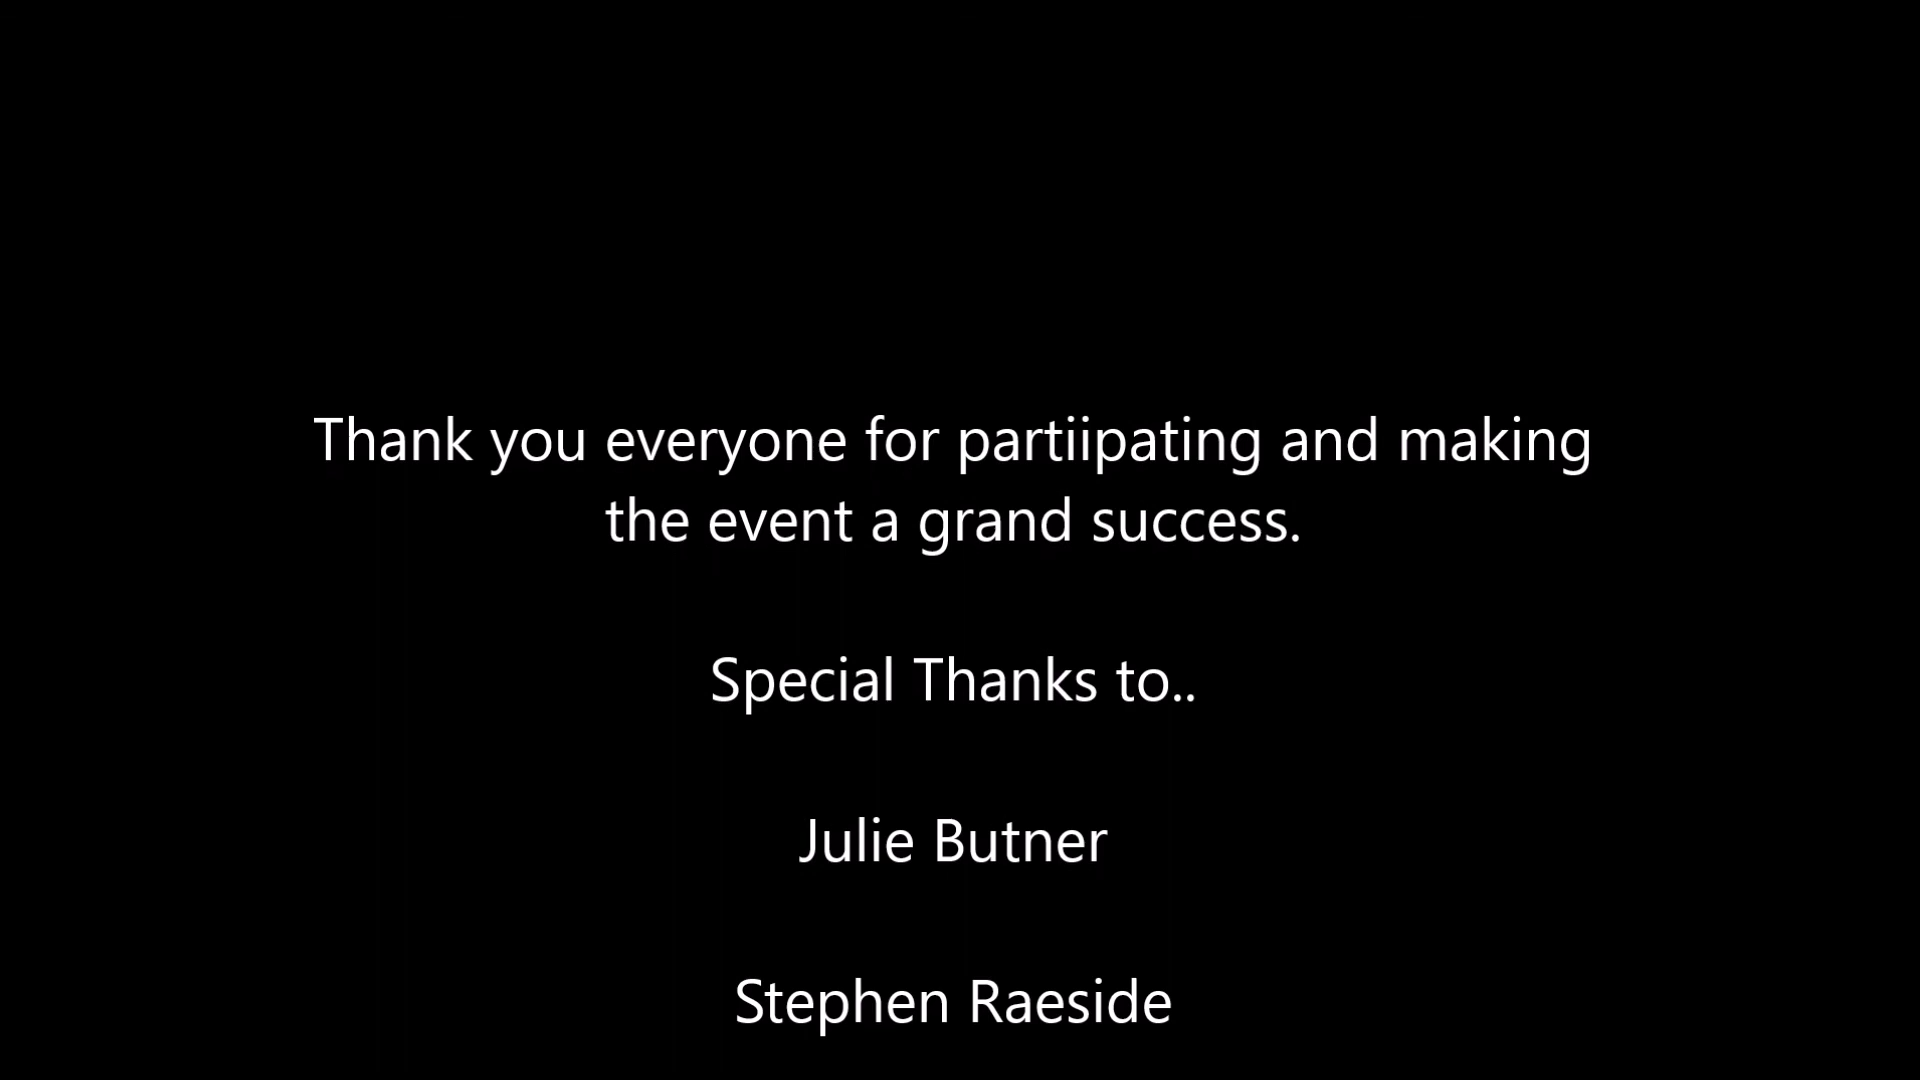 Thank you everyone for partiipating and making
the event a grand success.
Special Thanks to..
Julie Butner
Stephen Raeside